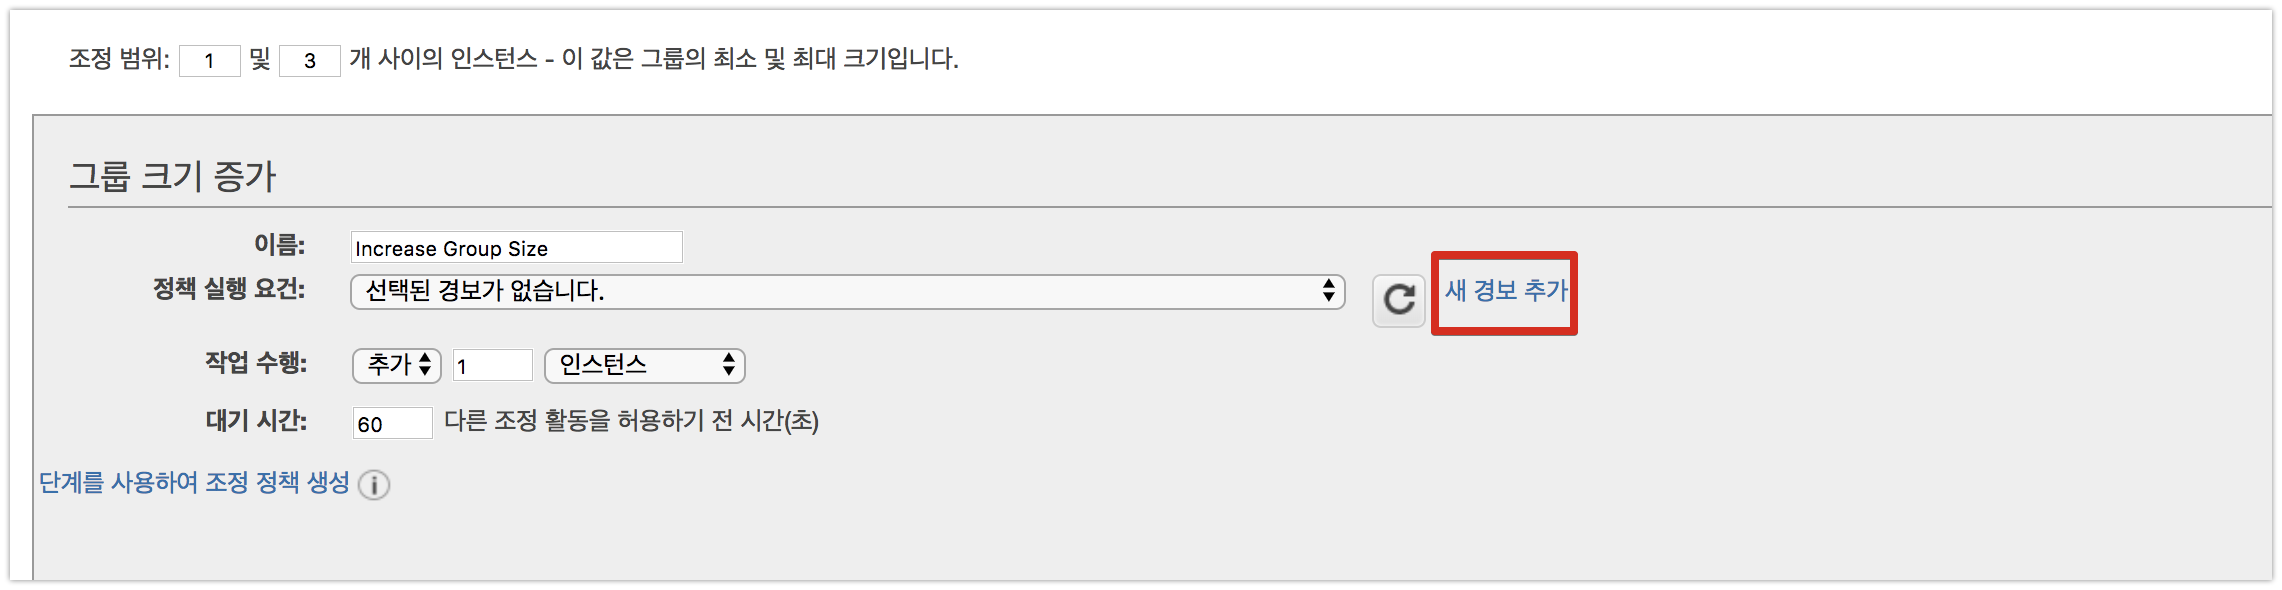 조정 범위: 1 및 3 개 사이의 인스턴스 - 이 값은 그룹의 최소 및 최대 크기입니다.
그룹 크기 증가
이름: Increase Group Size
정책 실행 요건: 선택된 경보가 없습니다. 새 경보 추가
작업 수행: 추가 1 인스턴스
대기 시간: 60 다른 조정 활동을 허용하기 전 시간(초)
단계를 사용하여 조정 정책 생성 i